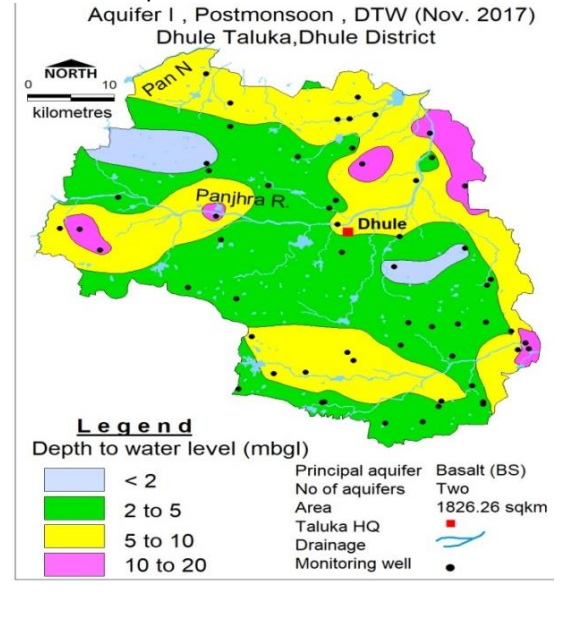 Aquifer I , Postmonsoon , DTW (Nov. 2017)
Dhule Taluka,Dhule District
NORTH
0 10
kilometres
Pan N
Panjhra R.
Dhule
Legend
Depth to water level (mbgl)
< 2
2 to 5
5 to 10
10 to 20
Principal aquifer Basalt (BS)
No of aquifers Two
Area 1826.26 sqkm
Taluka HQ
Drainage
Monitoring well